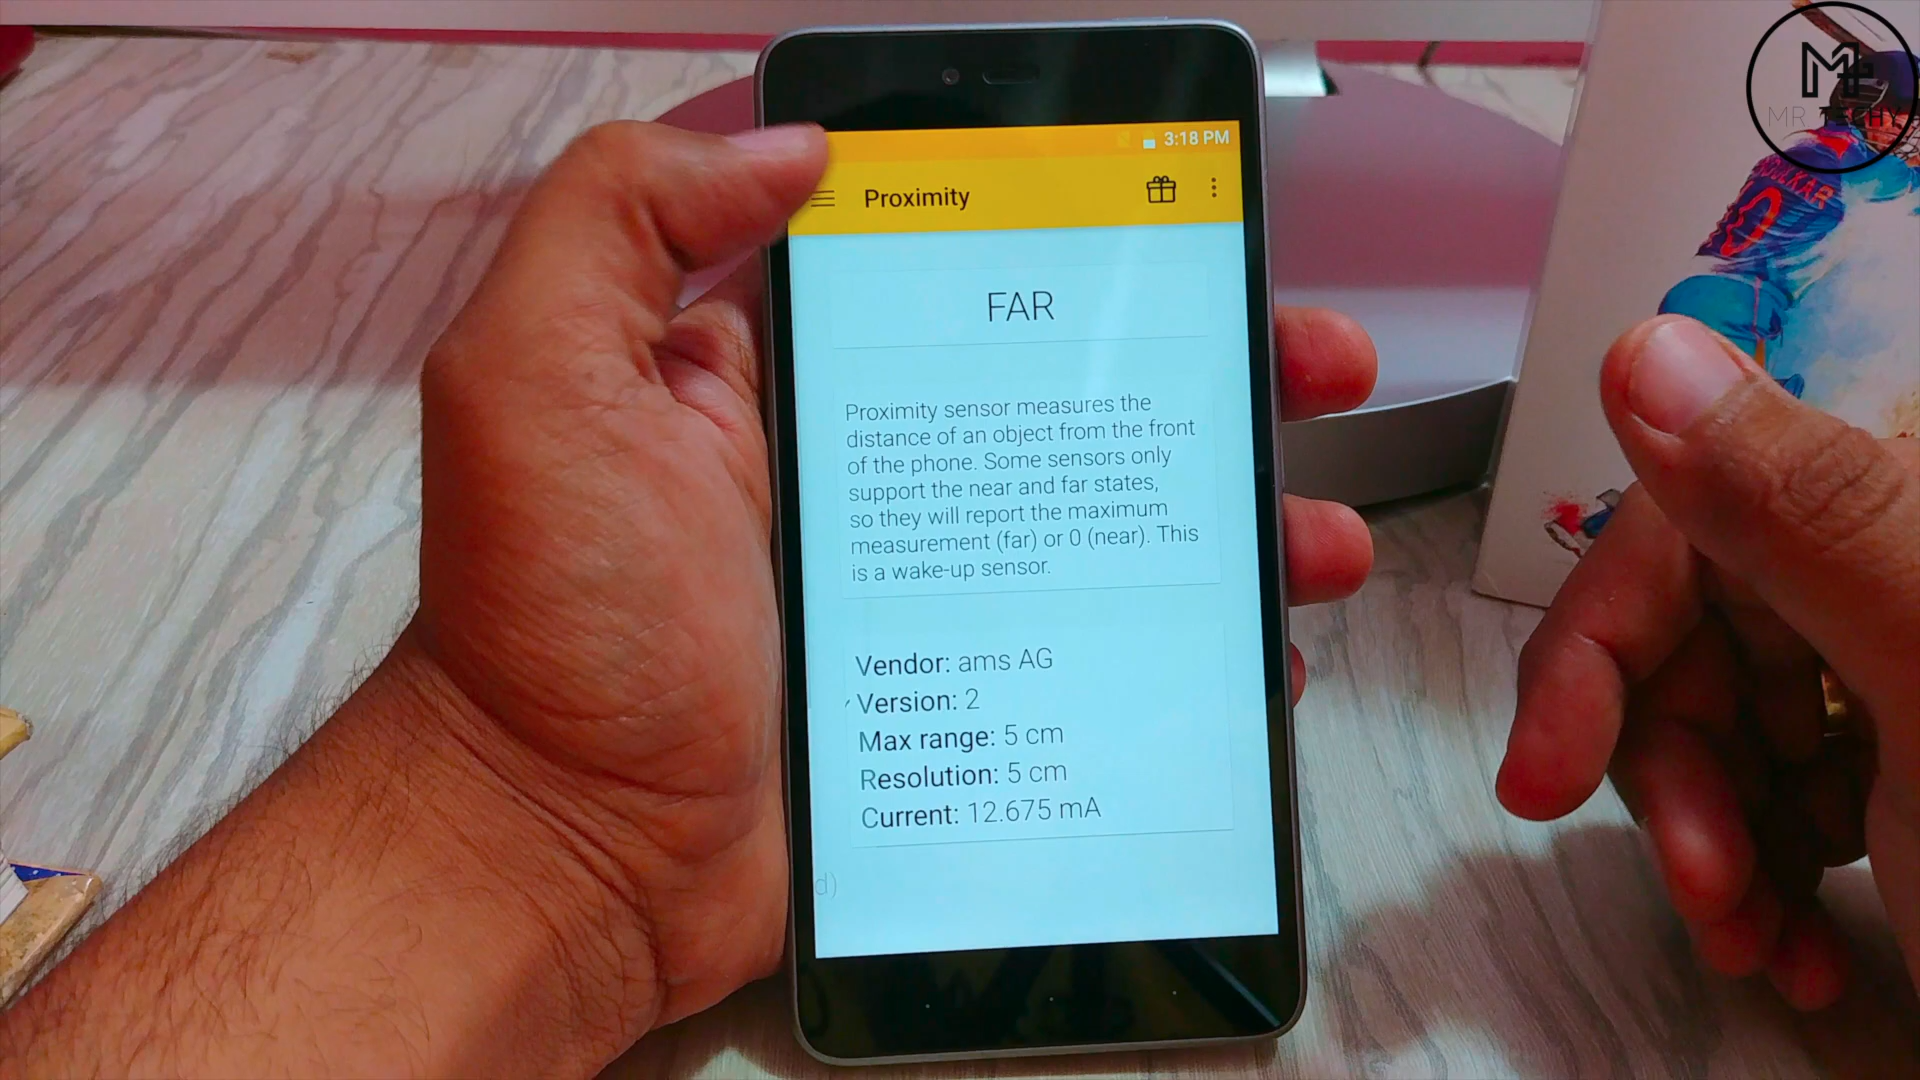 MR TECHY
3:18 PM
Proximity
FAR
Proximity sensor measures the
distance of an object from the front
of the phone. Some sensors only
support the near and far states,
so they will report the maximum
measurement (far) or 0 (near). This
is a wake-up sensor.
Vendor: ams AG
Version: 2
Max range: 5 cm
Resolution: 5 cm
Current: 12.675 mA
d)
10